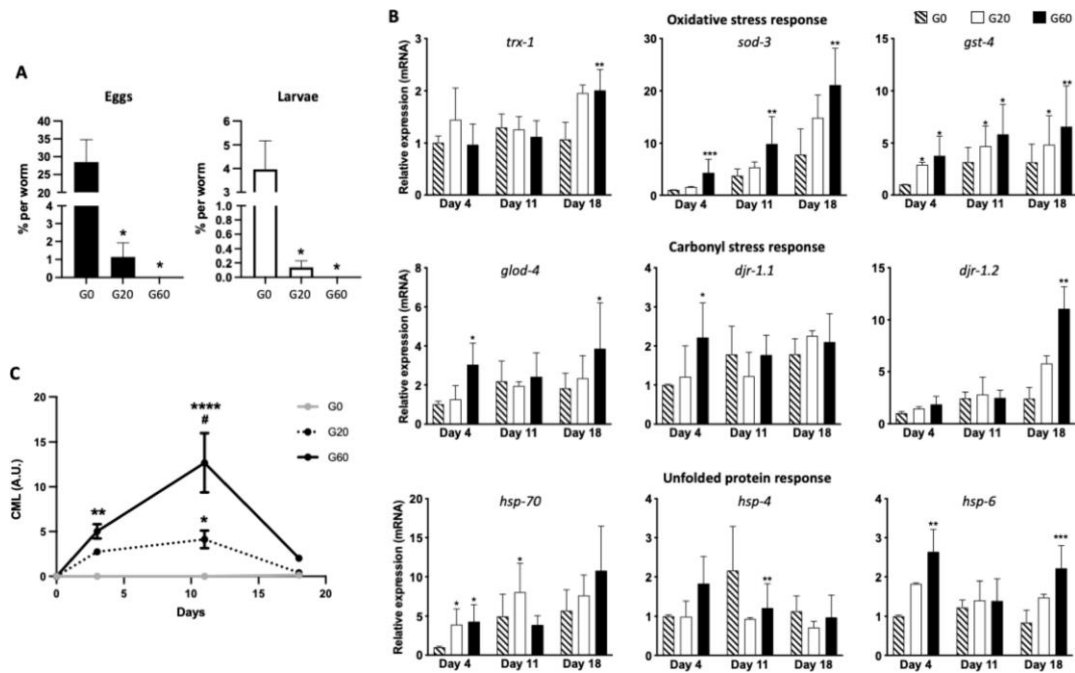 A
Eggs
% per worm
40
35
30
25
20
4
3
2
1
0
*
*
G0 G20 G60
Larvae
% per worm
6
5
4
3
1.0
0.8
0.6
0.4
0.2
0.0
*
*
G0 G20 G60
B
G0 G20 G60
Oxidative stress response
Relative expression (mRNA)
trx-1
3
2
1
0
**
Day 4 Day 11 Day 18
sod-3
30
20
10
0
***
**
**
Day 4 Day 11 Day 18
gst-4
15
10
5
0
* *
* *
* **
Day 4 Day 11 Day 18
Carbonyl stress response
Relative expression (mRNA)
glod-4
8
6
4
2
0
*
*
Day 4 Day 11 Day 18
djr-1.1
4
3
2
1
0
*
Day 4 Day 11 Day 18
djr-1.2
15
10
5
0
**
Day 4 Day 11 Day 18
Unfolded protein response
Relative expression (mRNA)
hsp-70
20
15
10
5
0
* *
*
Day 4 Day 11 Day 18
hsp-4
4
3
2
1
0
**
Day 4 Day 11 Day 18
hsp-6
4
3
2
1
0
**
***
Day 4 Day 11 Day 18
C
CML (A.U.)
20
15
10
5
0
**
****
#
*
G0
G20
G60
0 5 10 15 20
Days